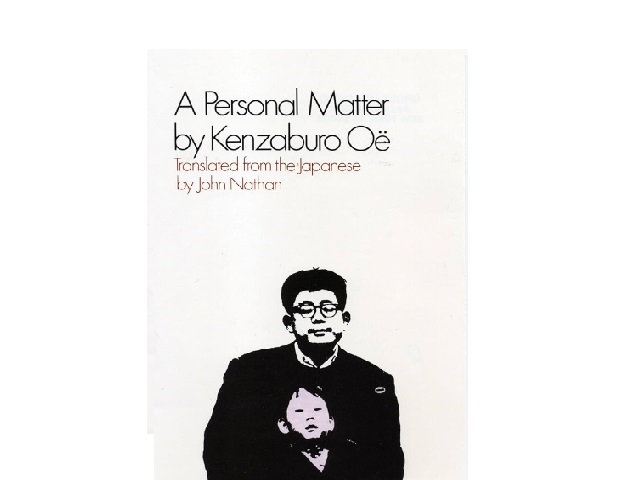 A Personal Matter
by Kenzaburo Oë
Translated from the Japanese
by John Nathan